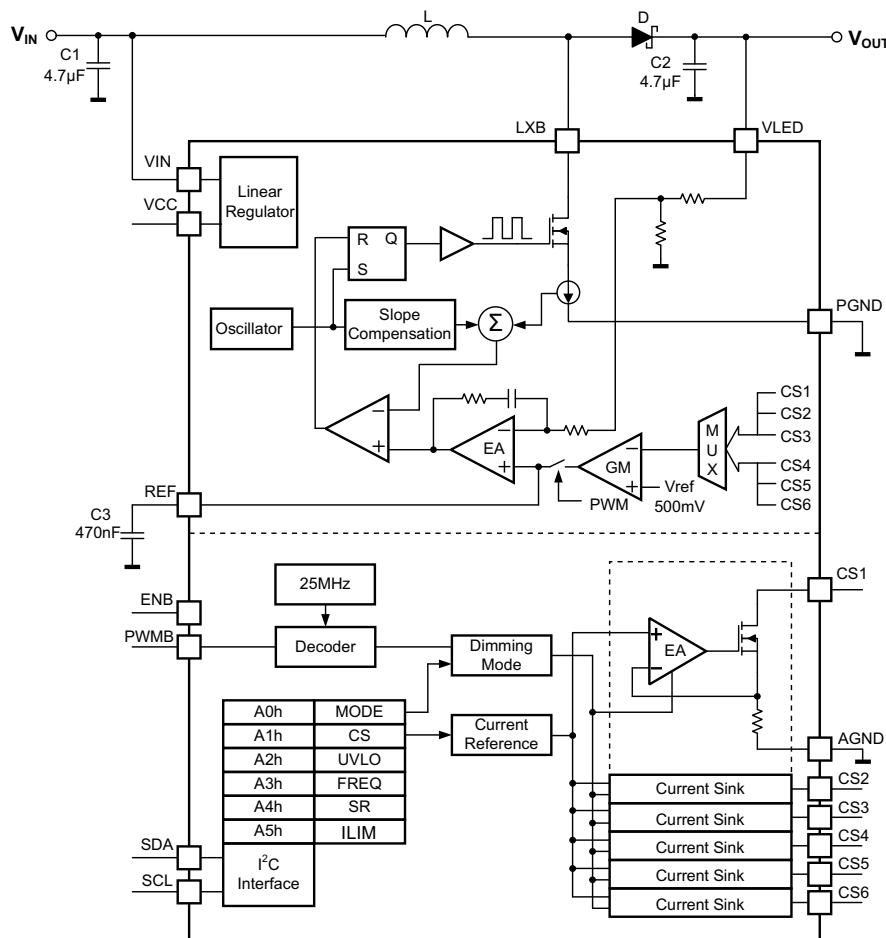 L
D
VIN
C1
4.7µF
C2
4.7µF
VOUT
LXB
VLED
VIN
VCC
Linear
Regulator
R
Q
S
Oscillator
Slope
Compensation
Σ
PGND
−
+
−
EA
+
−
GM
+
PWM
Vref
500mV
MUX
CS1
CS2
CS3
CS4
CS5
CS6
REF
C3
470nF
25MHz
ENB
PWMB
Decoder
Dimming
Mode
+
EA
−
CS1
A0h MODE
A1h CS
A2h UVLO
A3h FREQ
A4h SR
A5h ILIM
Current
Reference
AGND
Current Sink CS2
Current Sink CS3
Current Sink CS4
Current Sink CS5
Current Sink CS6
SDA
SCL
I²C
Interface